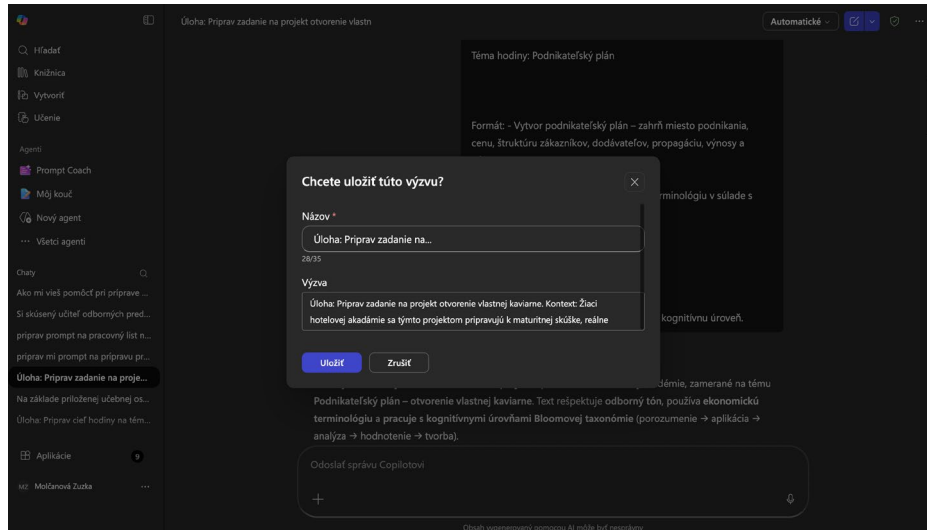 Úloha: Priprav zadanie na projekt otvorenie vlastn
Automatické
Hľadať
Knižnica
Vytvoriť
Učenie
Agenti
Prompt Coach
Môj kouč
Nový agent
Všetci agenti
Chaty
Ako mi vieš pomôcť pri príprave ...
Si skúsený učiteľ odborných pred...
priprav prompt na pracovný list n...
priprav mi prompt na prípravu pr...
Úloha: Priprav zadanie na proje...
Na základe priloženej učebnej os...
Úloha: Priprav cieľ hodiny na tém...
Aplikácie
9
MZ Molčanová Zuzka
Téma hodiny: Podnikateľský plán
Formát: - Vytvor podnikateľský plán – zahrň miesto podnikania,
cenu, štruktúru zákazníkov, dodávateľov, propagáciu, výnosy a
rminológiu v súlade s
kognitívnu úroveň.
Chcete uložiť túto výzvu?
Názov *
Úloha: Priprav zadanie na...
28/35
Výzva
Úloha: Priprav zadanie na projekt otvorenie vlastnej kaviarne. Kontext: Žiaci
hotelovej akadémie sa týmto projektom pripravujú k maturitnej skúške, reálne
Uložiť
Zrušiť
démie, zamerané na tému
Podnikateľský plán – otvorenie vlastnej kaviarne. Text rešpektuje odborný tón, používa ekonomickú
terminológiu a pracuje s kognitívnymi úrovňami Bloomovej taxonómie (porozumenie → aplikácia →
analýza → hodnotenie → tvorba).
Odoslať správu Copilotovi
Obsah vygenerovaný pomocou AI môže byť nesprávny